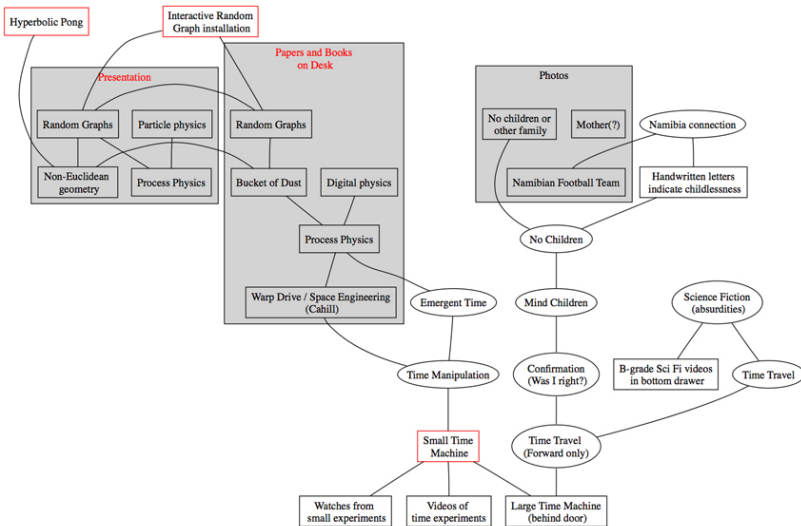 Hyperbolic Pong
Interactive Random
Graph installation
Papers and Books
on Desk
Presentation
Photos
Random Graphs
Particle physics
Random Graphs
No children or
other family
Mother(?)
Namibia connection
Non-Euclidean
geometry
Process Physics
Bucket of Dust
Digital physics
Namibian Football Team
Handwritten letters
indicate childlessness
Process Physics
No Children
Warp Drive / Space Engineering
(Cahill)
Emergent Time
Mind Children
Science Fiction
(absurdities)
Time Manipulation
Confirmation
(Was I right?)
B-grade Sci Fi videos
in bottom drawer
Time Travel
Small Time
Machine
Time Travel
(Forward only)
Watches from
small experiments
Videos of
time experiments
Large Time Machine
(behind door)